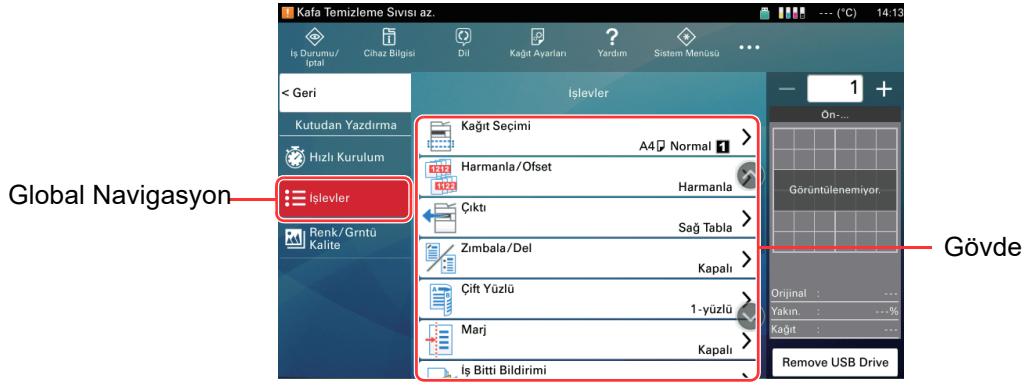 ! Kafa Temizleme Sıvısı az.
--- (°C) 14:13
İş Durumu/
İptal
Cihaz Bilgisi
Dil
Kağıt Ayarları
Yardım
Sistem Menüsü
< Geri
İşlevler
1
Kutudan Yazdırma
Hızlı Kurulum
İşlevler
Renk/Grntü
Kalite
Kağıt Seçimi
A4 Normal 1
1212
1122
Harmanla/Ofset
Harmanla
Çıktı
Sağ Tabla
Zımbala/Del
Kapalı
Çift Yüzlü
1-yüzlü
Marj
Kapalı
İş Bitti Bildirimi
Ön-...
Görüntülenemiyor.
Orijinal : ---
Yakın. : ---%
Kağıt : ---
Remove USB Drive
Global Navigasyon
Gövde